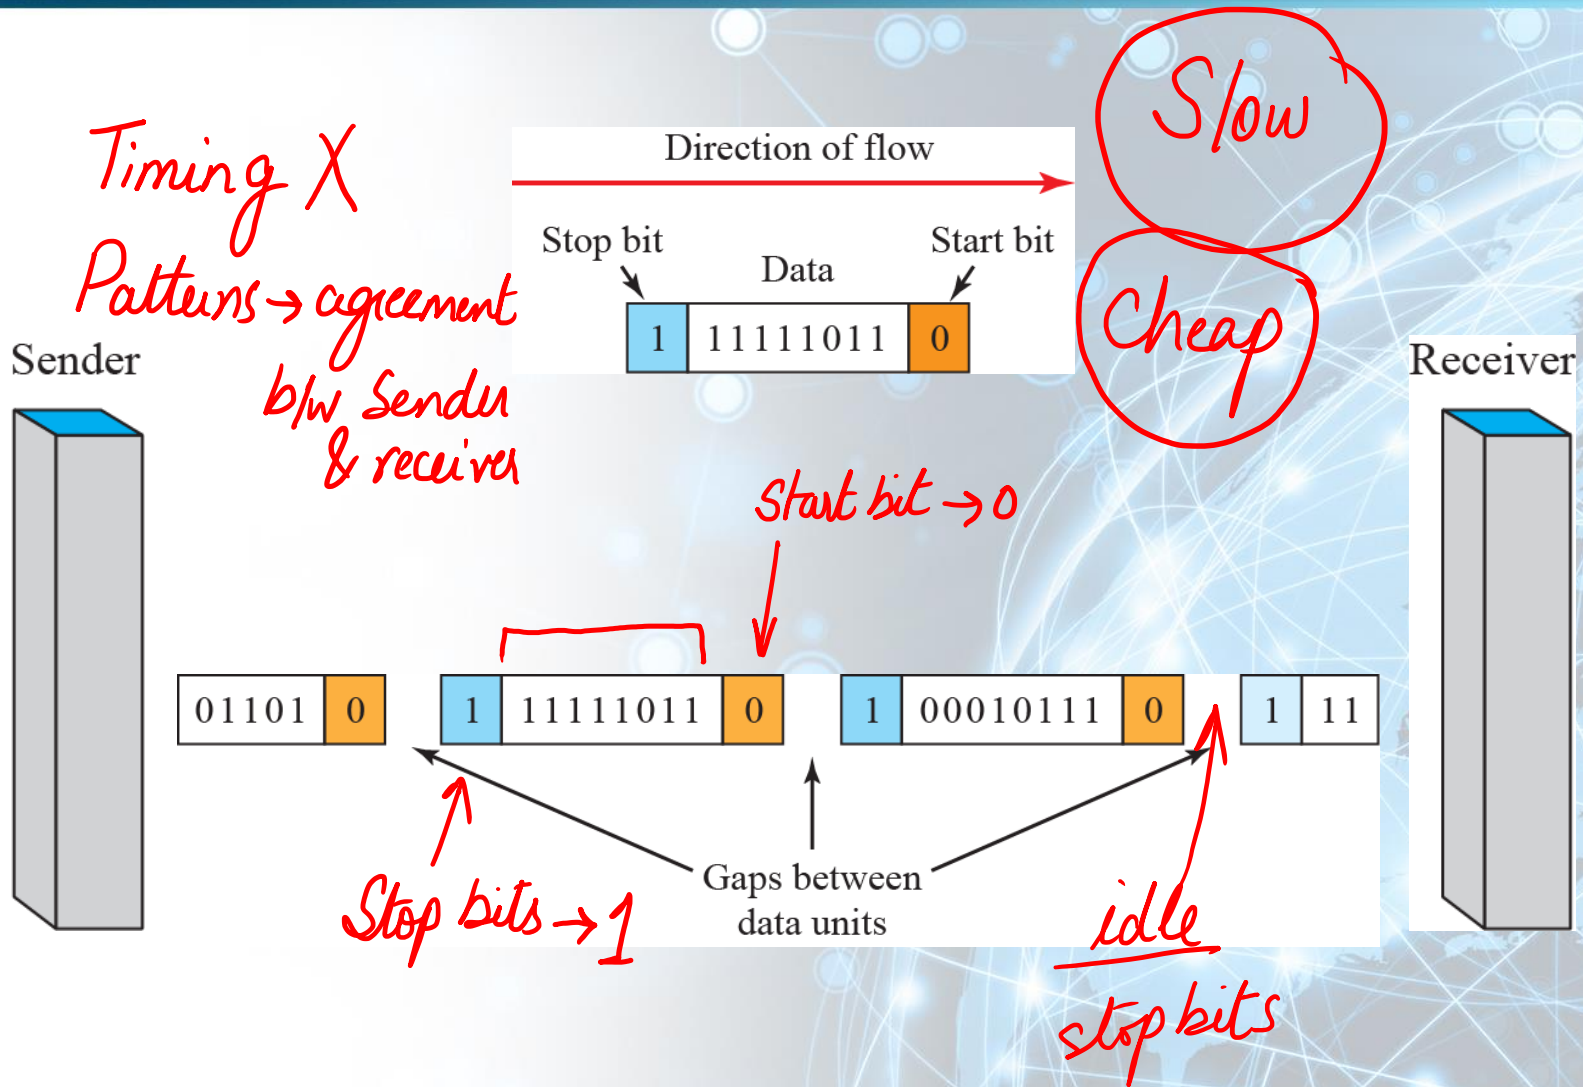 Timing X
Patterns → agreement
b/w Sender
& receiver
Slow
Cheap
Direction of flow
Stop bit
Data
Start bit
1 11111011 0
Sender
Receiver
Start bit → 0
01101 0 1 11111011 0 1 00010111 0 1 11
Gaps between
data units
Stop bits → 1
idle
stop bits